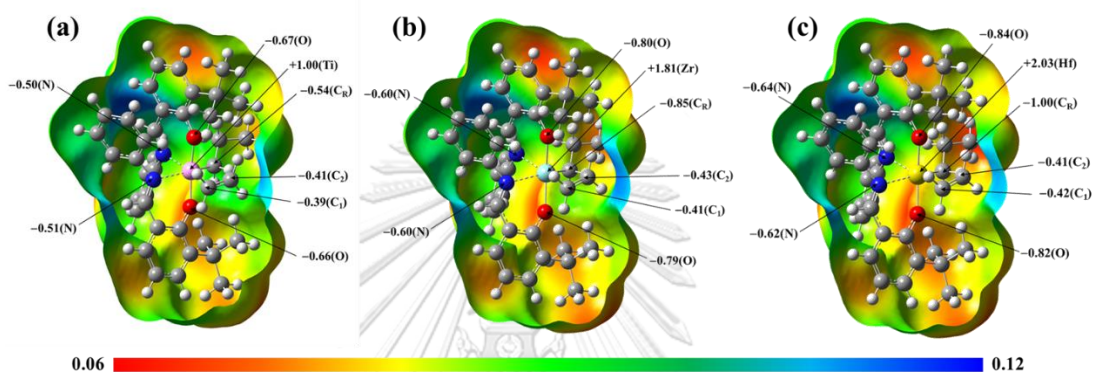 (a)
−0.67(O)
+1.00(Ti)
−0.50(N)
−0.54(CR)
−0.41(C2)
−0.39(C1)
−0.51(N)
−0.66(O)
(b)
−0.80(O)
+1.81(Zr)
−0.60(N)
−0.85(CR)
−0.43(C2)
−0.41(C1)
−0.60(N)
−0.79(O)
(c)
−0.84(O)
+2.03(Hf)
−0.64(N)
−1.00(CR)
−0.41(C2)
−0.42(C1)
−0.62(N)
−0.82(O)
0.06
0.12